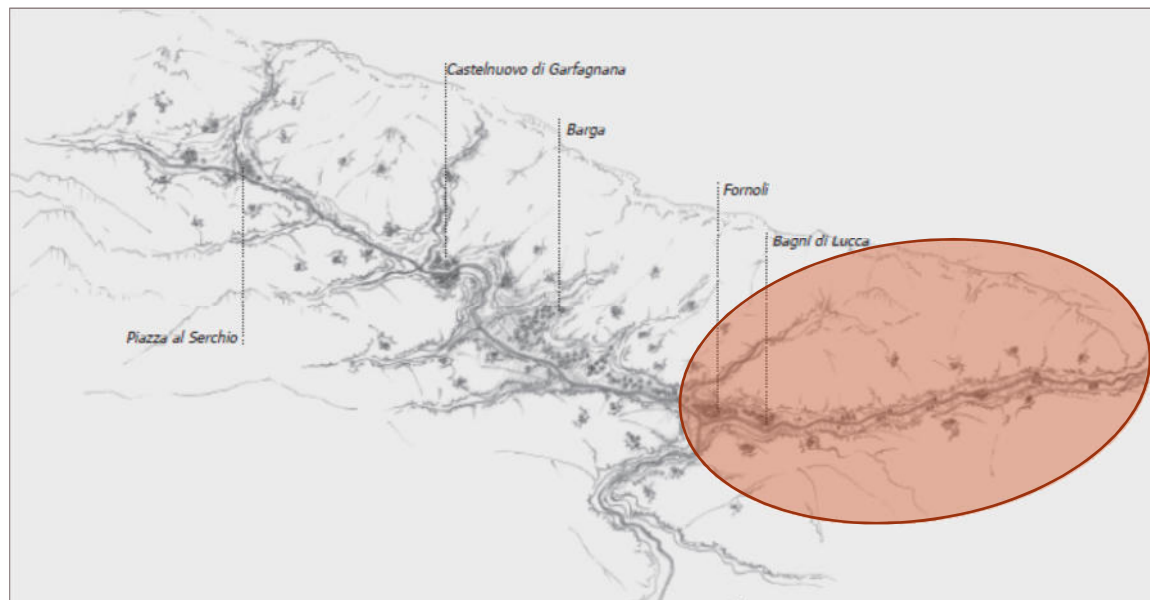 Castelnuovo di Garfagnana
Barga
Fornoli
Bagni di Lucca
Piazza al Serchio